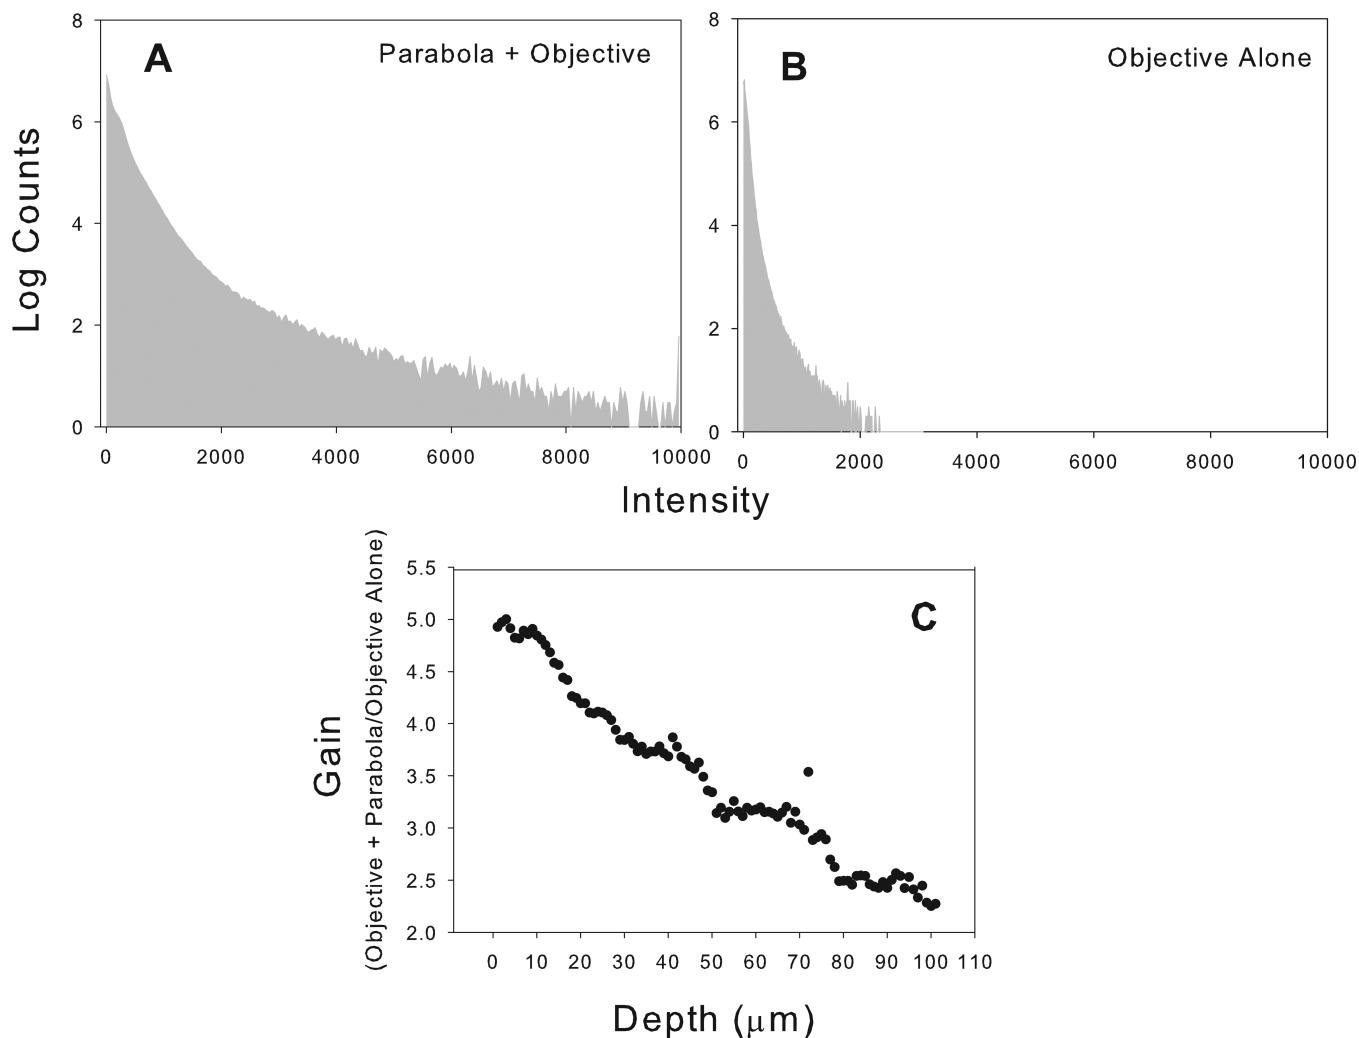 A
Parabola + Objective
Log Counts
8
6
4
2
0
0 2000 4000 6000 8000 10000
B
Objective Alone
8
6
4
2
0
0 2000 4000 6000 8000 10000
Intensity
C
Gain
(Objective + Parabola/Objective Alone)
5.5
5.0
4.5
4.0
3.5
3.0
2.5
2.0
0 10 20 30 40 50 60 70 80 90 100 110
Depth (μm)